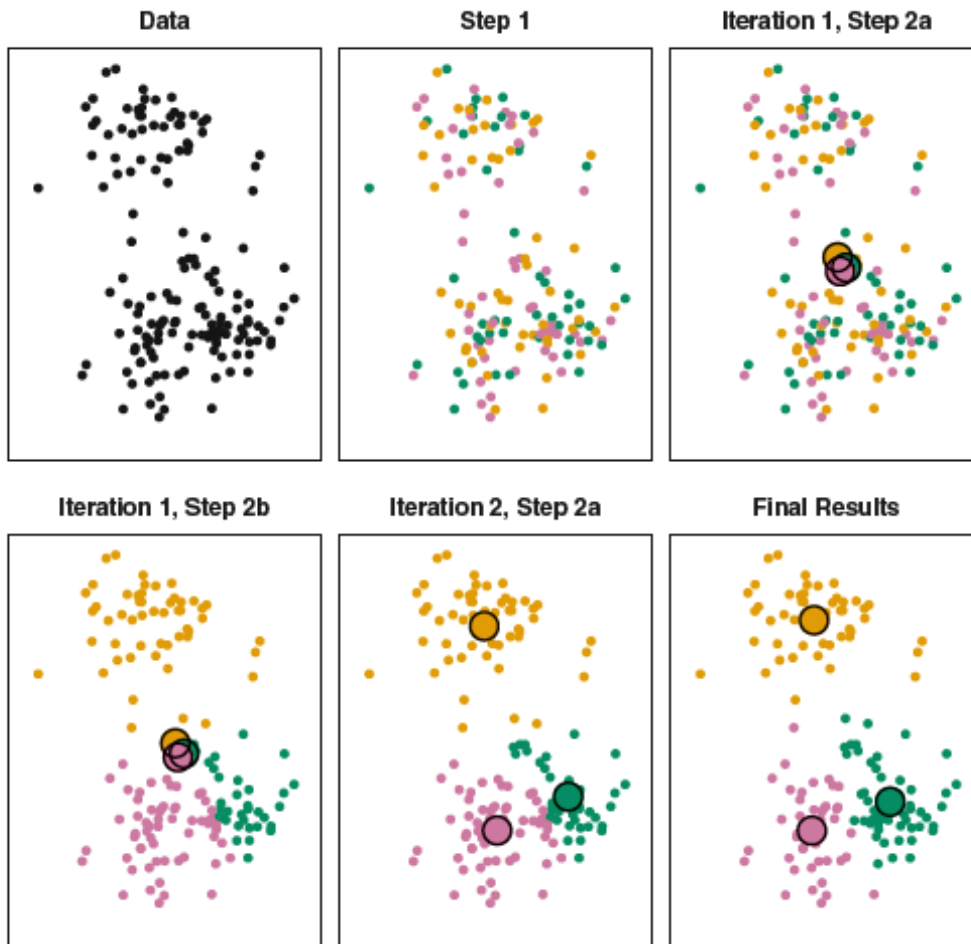 Data
Step 1
Iteration 1, Step 2a
Iteration 1, Step 2b
Iteration 2, Step 2a
Final Results